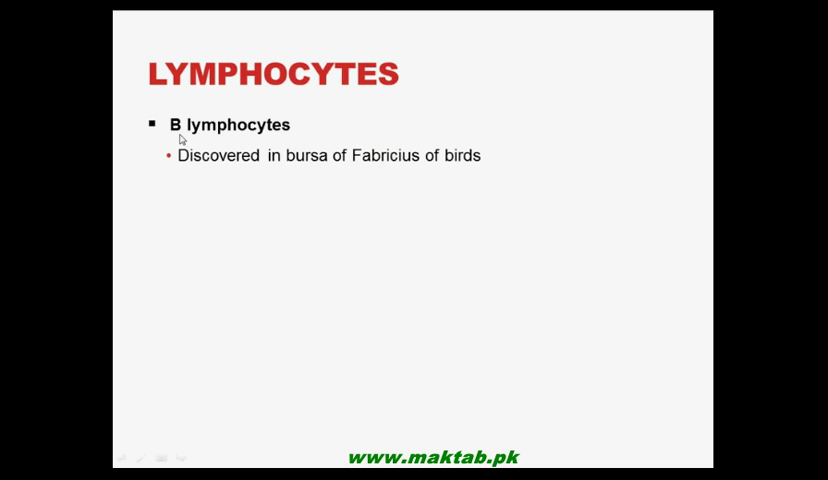 LYMPHOCYTES
B lymphocytes
Discovered in bursa of Fabricius of birds
www.maktab.pk